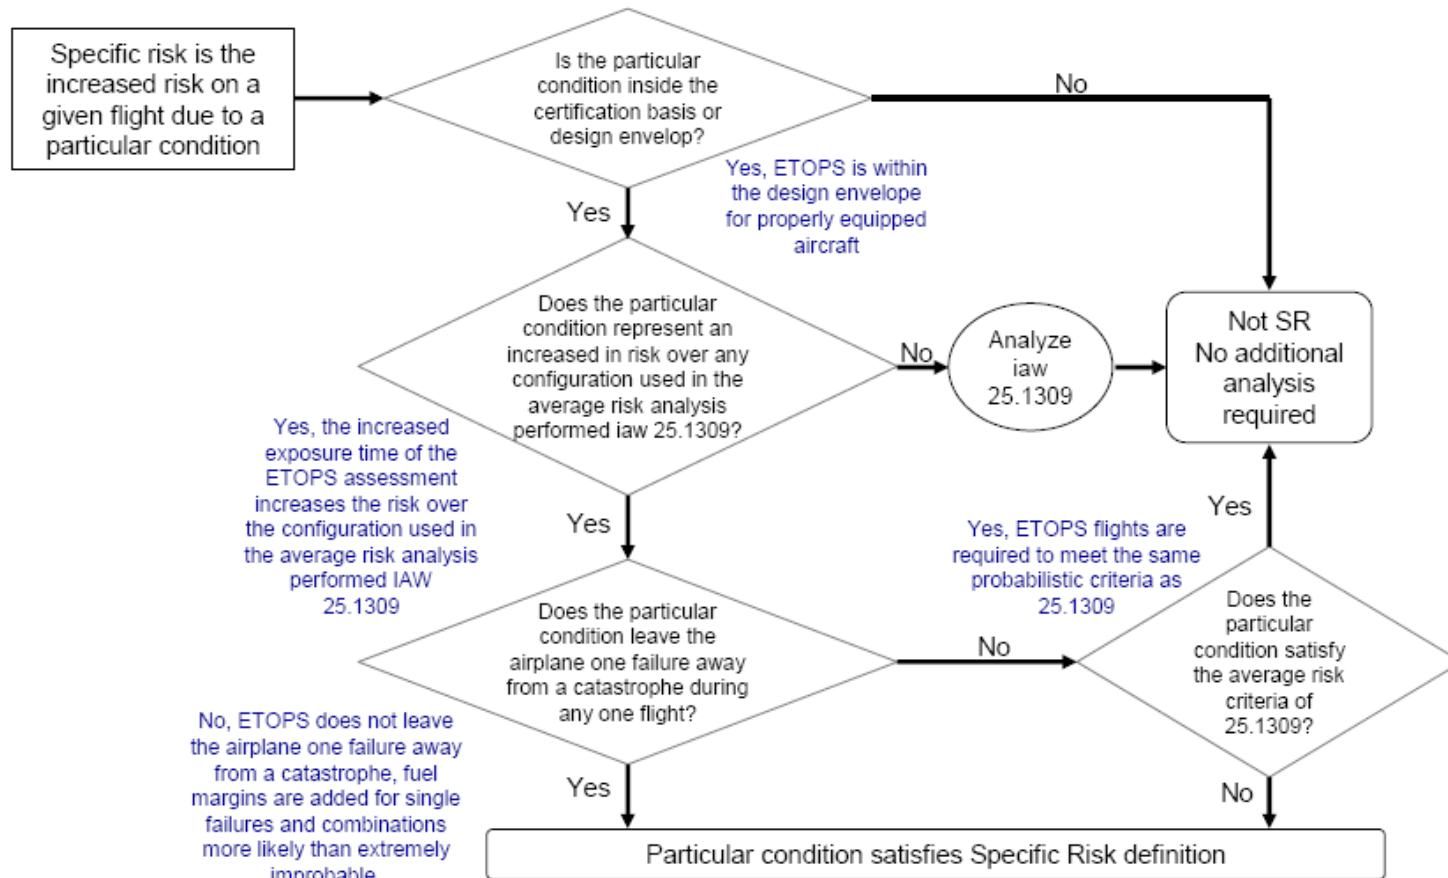 Specific risk is the
increased risk on a
given flight due to a
particular condition
Is the particular
condition inside the
certification basis or
design envelop?
No
Yes, ETOPS is within
the design envelope
for properly equipped
aircraft
Yes
Does the particular
condition represent an
increased in risk over any
configuration used in the
average risk analysis
performed iaw 25.1309?
No
Analyze
iaw
25.1309
Not SR
No additional
analysis
required
Yes, the increased
exposure time of the
ETOPS assessment
increases the risk over
the configuration used in
the average risk analysis
performed IAW
25.1309
Yes
Yes, ETOPS flights are
required to meet the same
probabilistic criteria as
25.1309
Yes
Does the particular
condition leave the
airplane one failure away
from a catastrophe during
any one flight?
No
Does the
particular
condition satisfy
the average risk
criteria of
25.1309?
No, ETOPS does not leave
the airplane one failure away
from a catastrophe, fuel
margins are added for single
failures and combinations
more likely than extremely
improbable
Yes
No
Particular condition satisfies Specific Risk definition